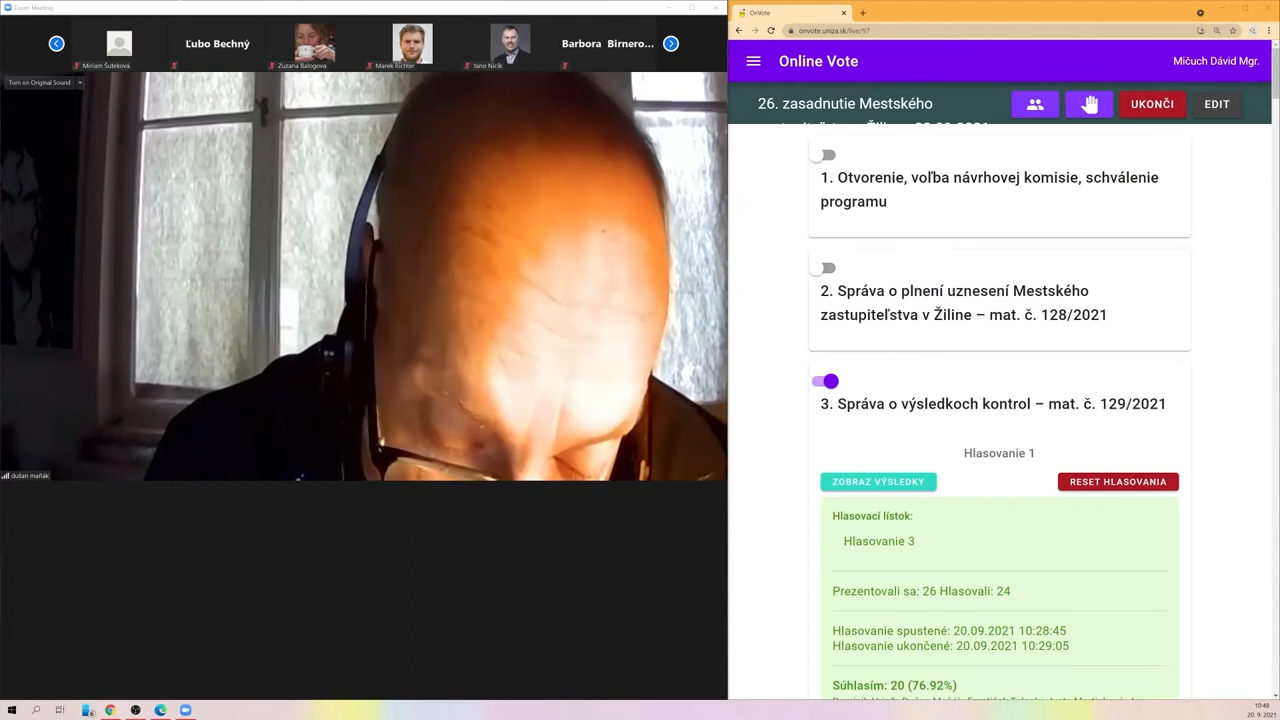 Zoom Meeting
Miriam Šuteková
Ľubo Bechný
Zuzana Balogova
Marek Richter
Jano Ničík
Barbora Birnero...
Turn on Original Sound
dušan maňák
OnVote
onvote.uniza.sk/live/97
Online Vote
Mičuch Dávid Mgr.
26. zasadnutie Mestského
UKONČI
EDIT
1. Otvorenie, voľba návrhovej komisie, schválenie
programu
2. Správa o plnení uznesení Mestského
zastupiteľstva v Žiline – mat. č. 128/2021
3. Správa o výsledkoch kontrol – mat. č. 129/2021
Hlasovanie 1
ZOBRAZ VÝSLEDKY
RESET HLASOVANIA
Hlasovací lístok:
Hlasovanie 3
Prezentovali sa: 26 Hlasovali: 24
Hlasovanie spustené: 20.09.2021 10:28:45
Hlasovanie ukončené: 20.09.2021 10:29:05
Súhlasím: 20 (76.92%)
10:48
20. 9. 2021